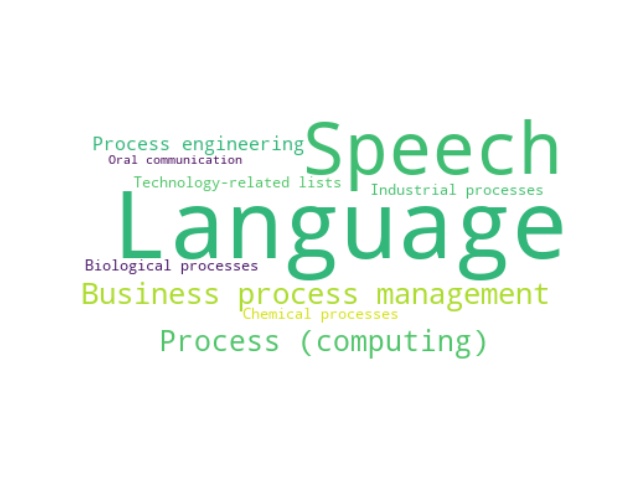 Speech
Process engineering
Oral communication
Technology-related lists
Industrial processes
Language
Biological processes
Business process management
Chemical processes
Process (computing)